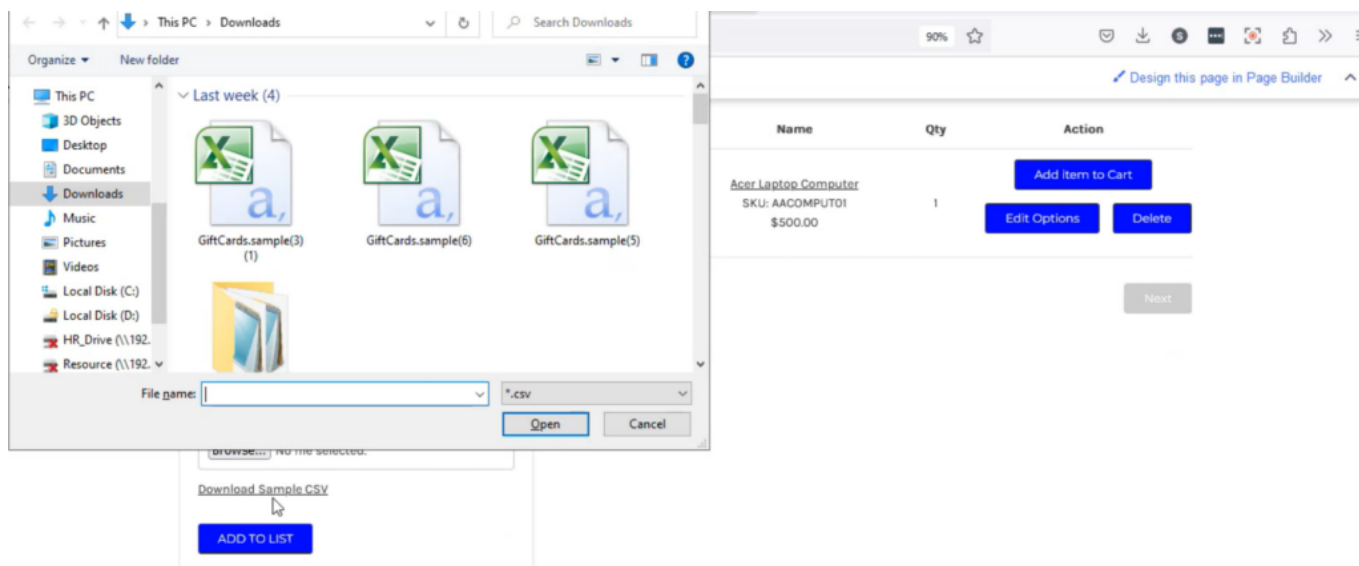 This PC > Downloads
Search Downloads
Organize
New folder
This PC
3D Objects
Desktop
Documents
Downloads
Music
Pictures
Videos
Local Disk (C:)
Local Disk (D:)
HR_Drive (\\192.
Resource (\\192.
Last week (4)
GiftCards.sample(3)
(1)
GiftCards.sample(6)
GiftCards.sample(5)
File name:
*.csv
Open
Cancel
Browse... No file selected.
Download Sample CSV
ADD TO LIST
90%
S
Design this page in Page Builder
Name Qty Action
Acer Laptop Computer
SKU: AACOMPUT01
$500.00
1
Add item to Cart
Edit Options
Delete
Next